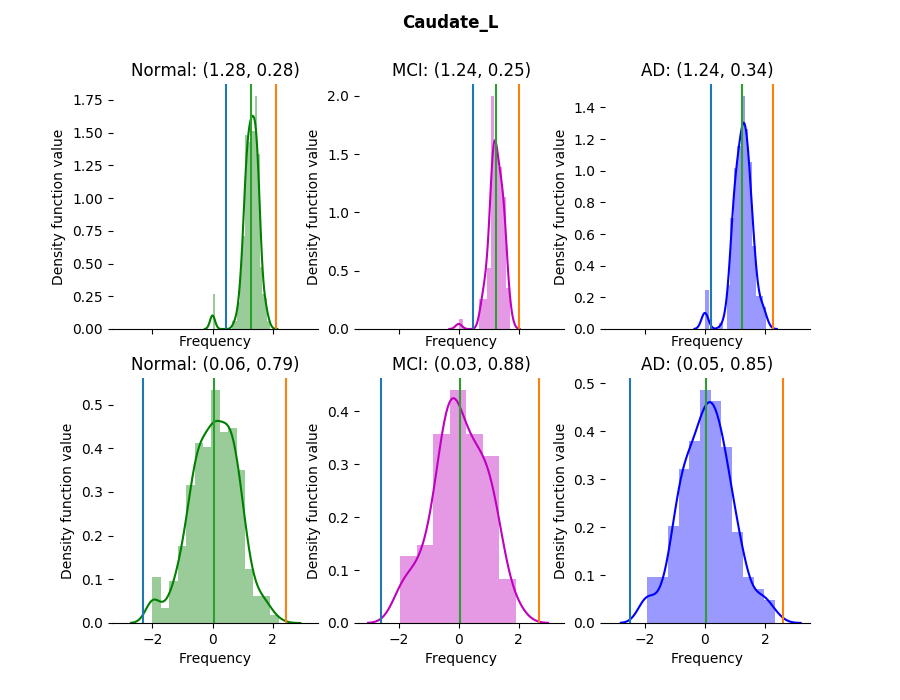 Caudate_L
Normal: (1.28, 0.28)
MCI: (1.24, 0.25)
AD: (1.24, 0.34)
Density function value
1.75
1.50
1.25
1.00
0.75
0.50
0.25
0.00
Frequency
Density function value
2.0
1.5
1.0
0.5
0.0
Frequency
Density function value
1.4
1.2
1.0
0.8
0.6
0.4
0.2
0.0
Frequency
Normal: (0.06, 0.79)
MCI: (0.03, 0.88)
AD: (0.05, 0.85)
Density function value
0.5
0.4
0.3
0.2
0.1
0.0
−2 0 2
Frequency
Density function value
0.4
0.3
0.2
0.1
0.0
−2 0 2
Frequency
Density function value
0.5
0.4
0.3
0.2
0.1
0.0
−2 0 2
Frequency